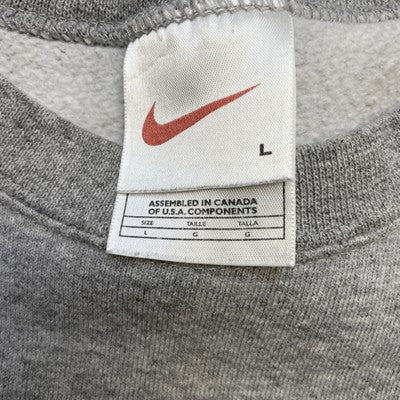 L
ASSEMBLED IN CANADA
OF U.S.A. COMPONENTS
SIZE TAILLE TALLA
L G G